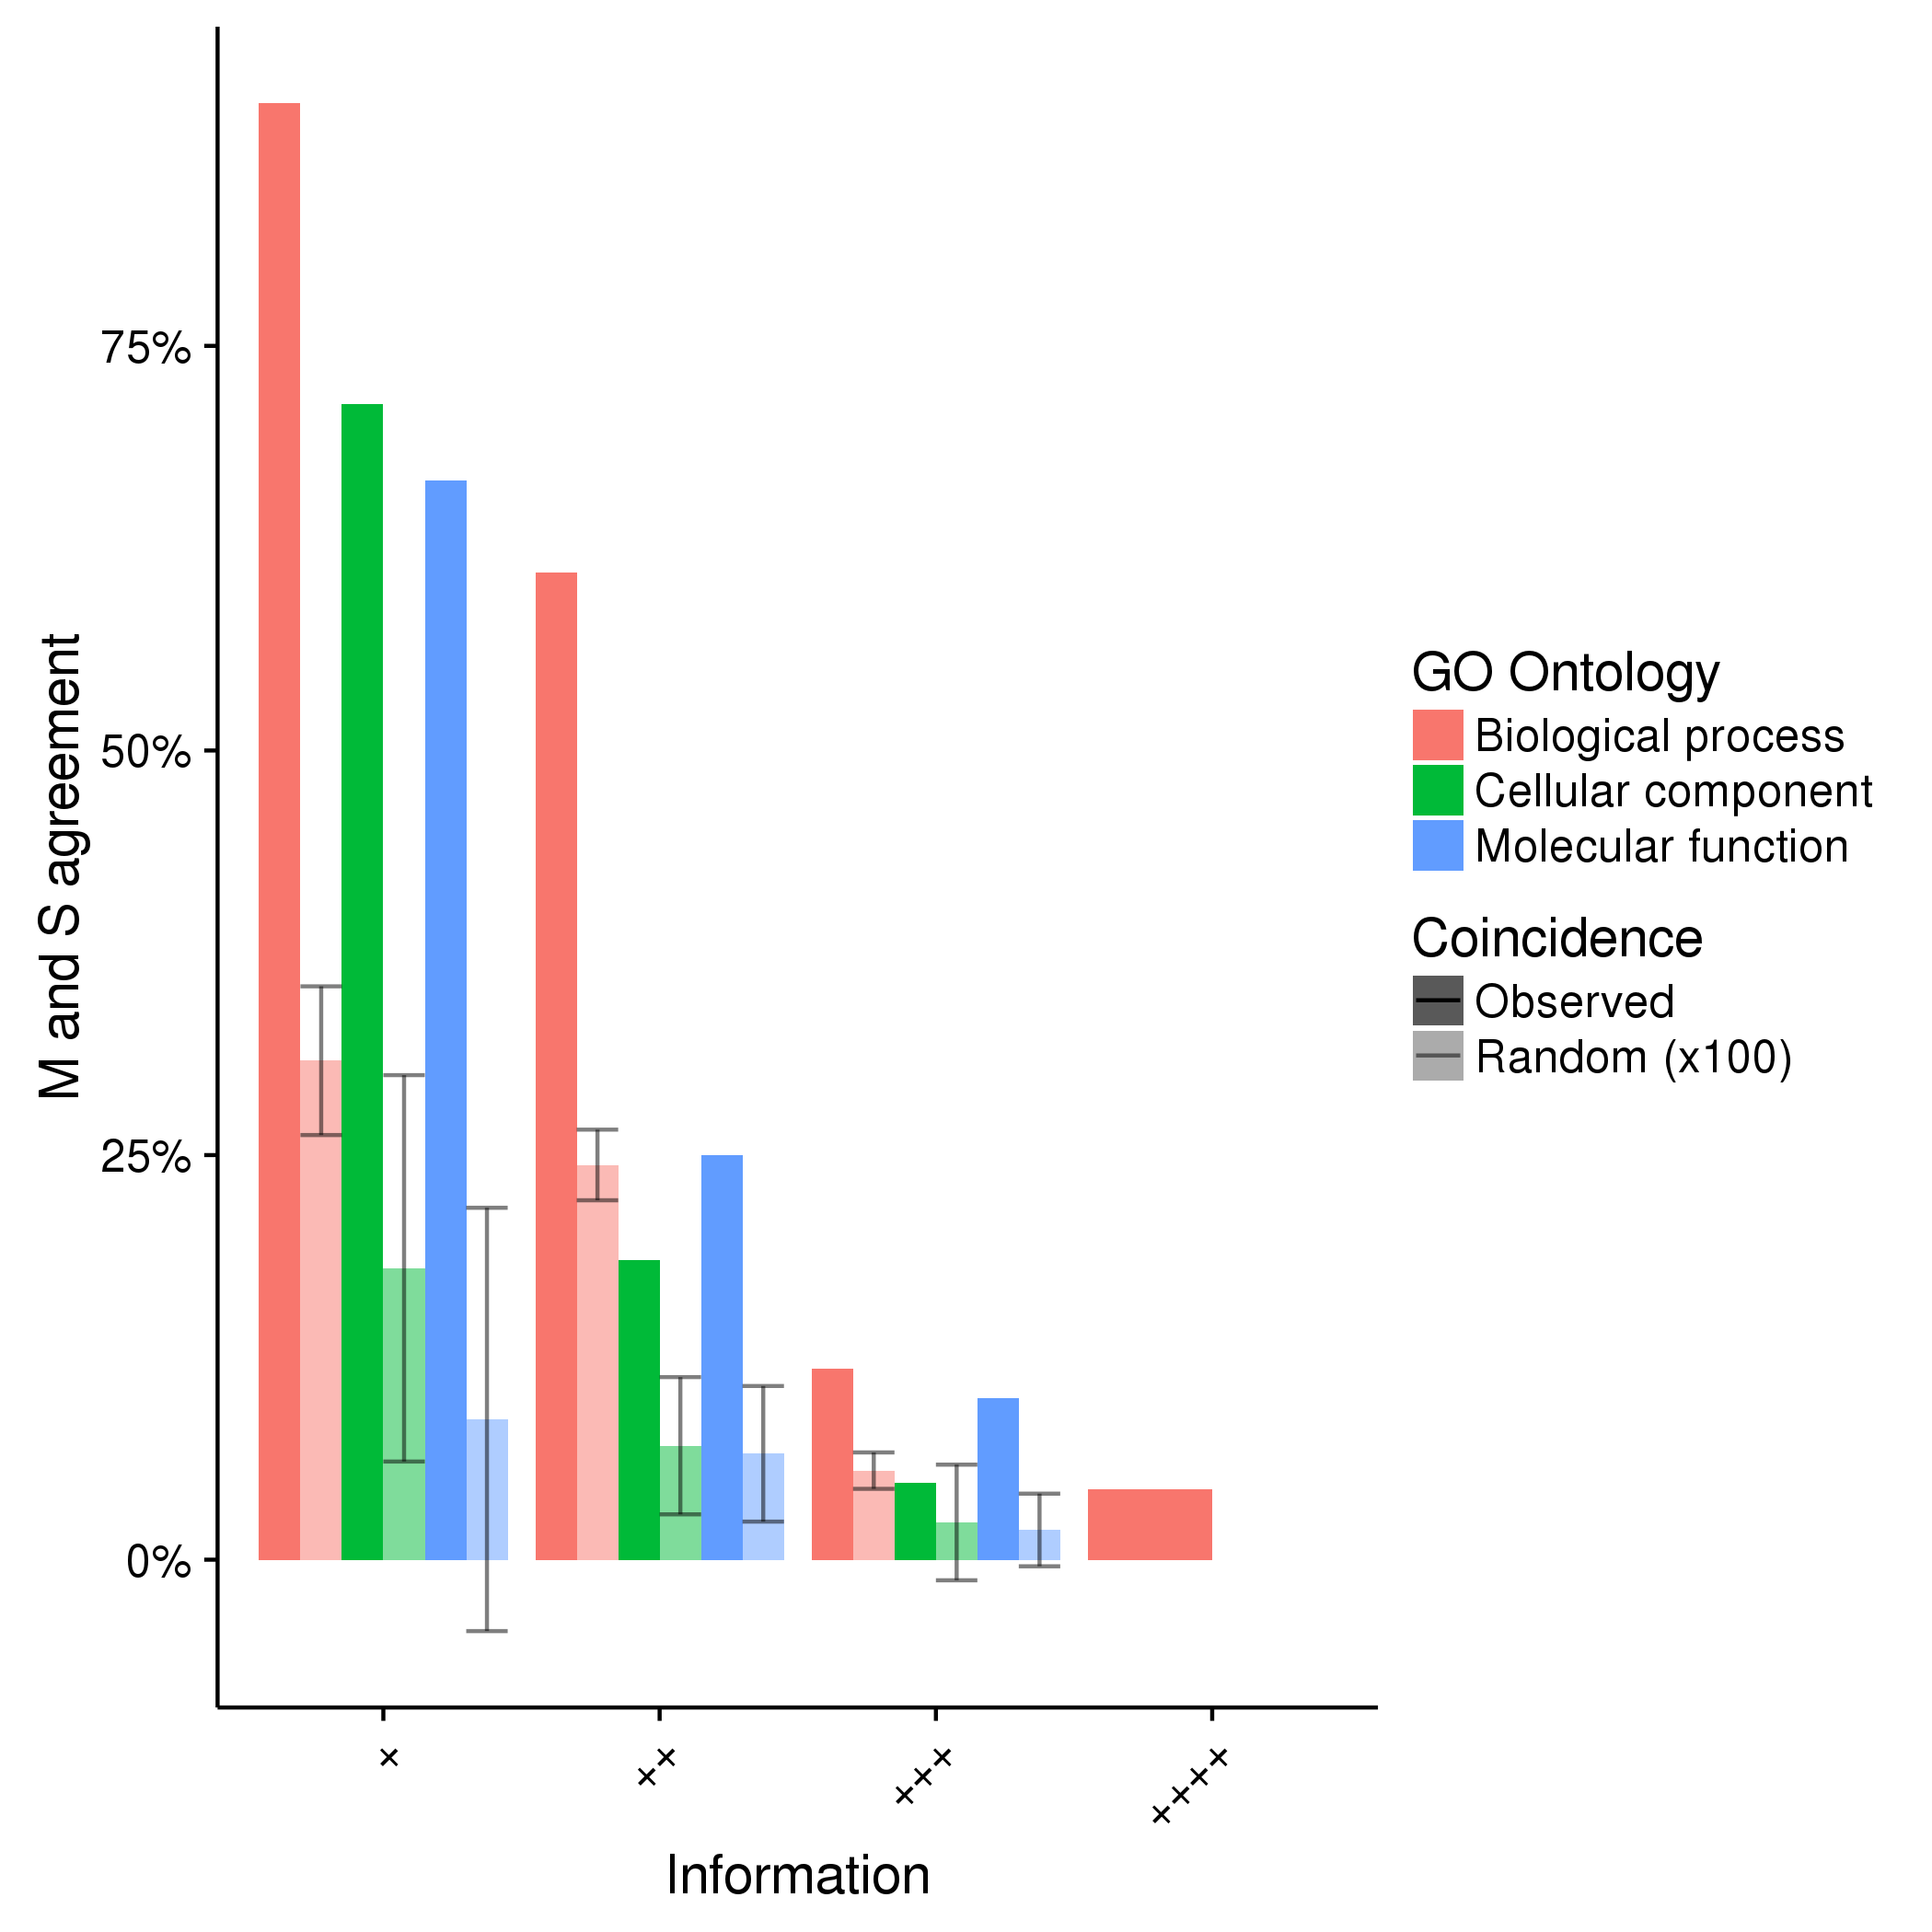 M and S agreement
75%
50%
25%
0%
+
++
+++
++++
Information
GO Ontology
Biological process
Cellular component
Molecular function
Coincidence
Observed
Random (x100)